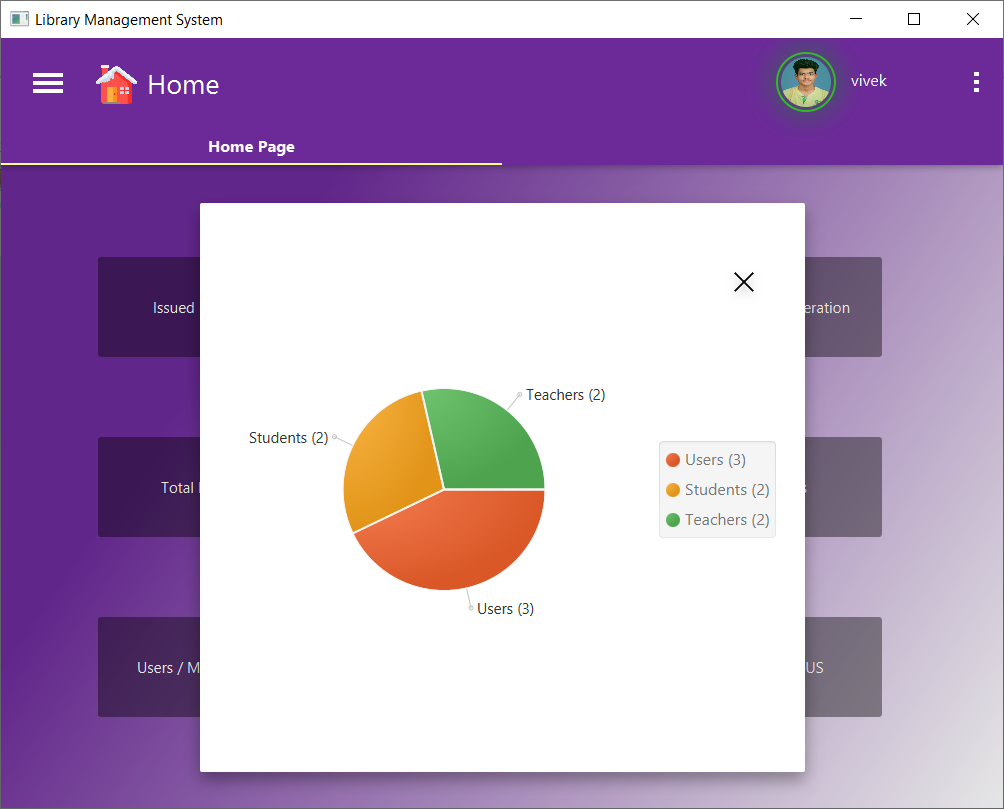 Library Management System
Home
vivek
Home Page
Issued
eration
Teachers (2)
Students (2)
Users (3)
Students (2)
Teachers (2)
Total
s
Users (3)
Users / M
US